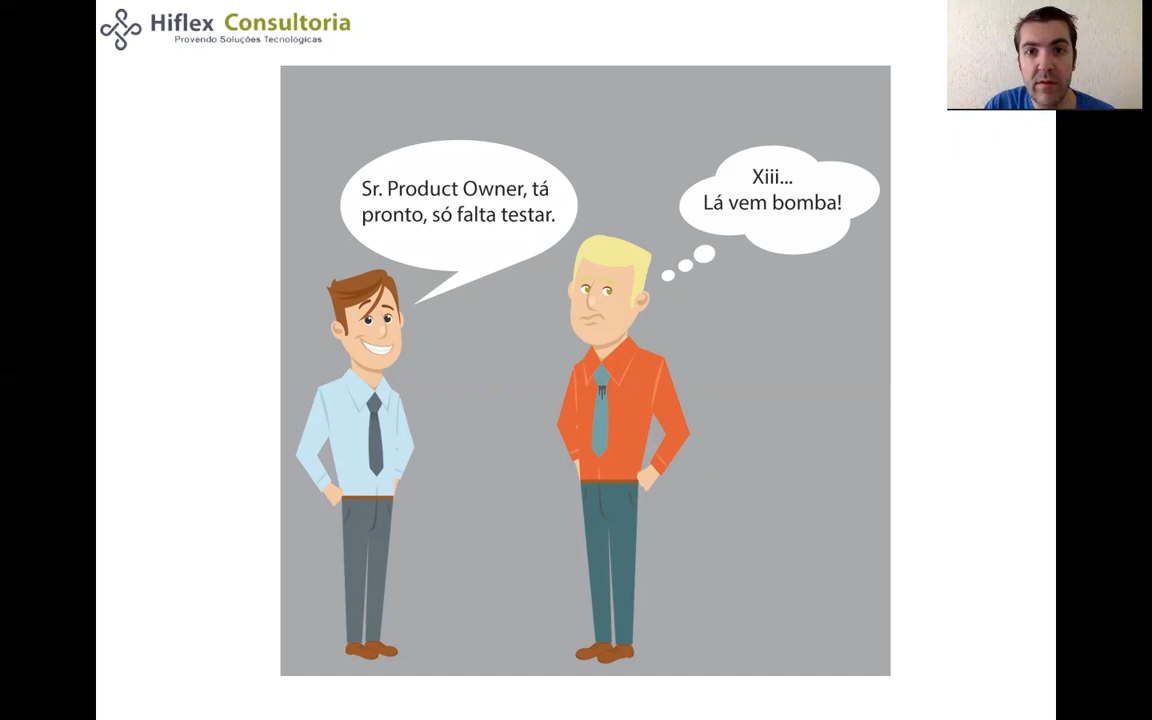 Hiflex Consultoria
Provendo Soluções Tecnológicas
Sr. Product Owner, tá
pronto, só falta testar.
Xiii...
Lá vem bomba!